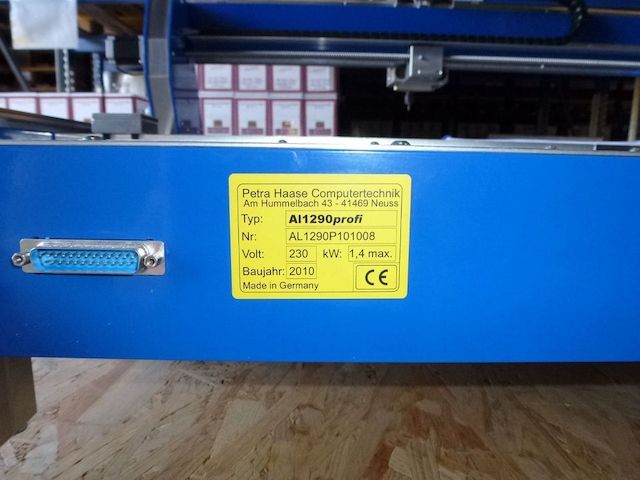 Petra Haase Computertechnik
Am Hummelbach 43 - 41469 Neuss
Typ: Al1290profi
Nr: AL1290P101008
Volt: 230 kW: 1,4 max.
Baujahr: 2010 CE
Made in Germany